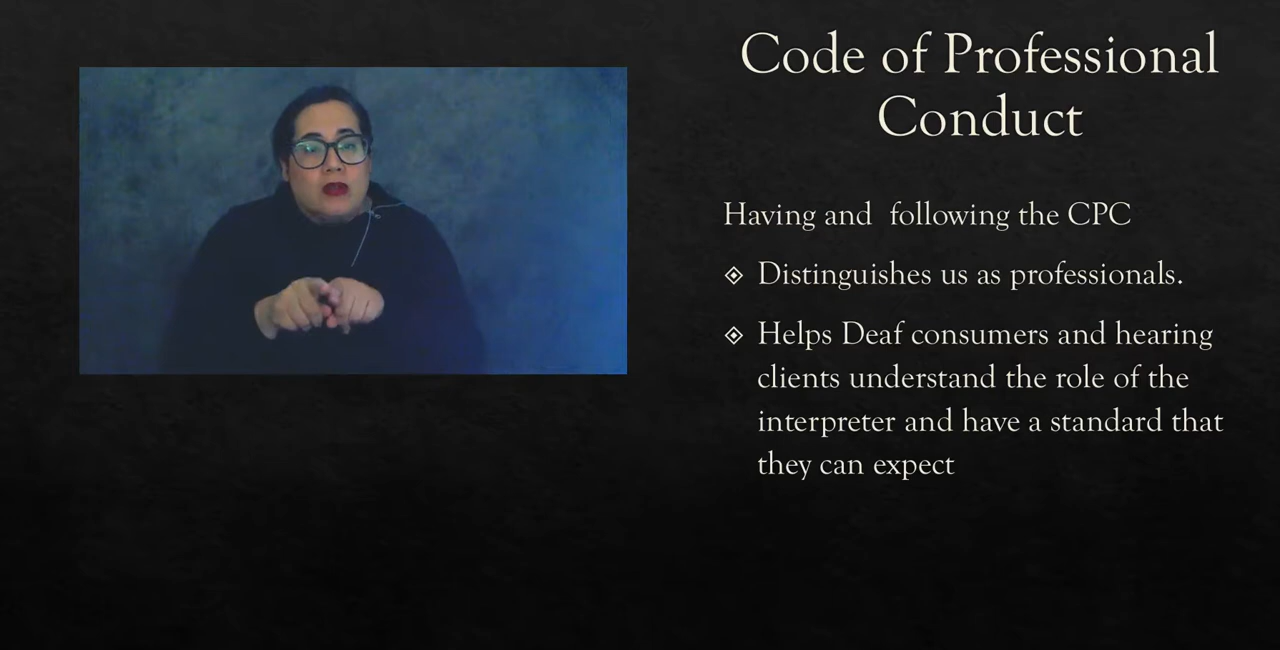 Code of Professional
Conduct
Having and  following the CPC
Distinguishes us as professionals.
Helps Deaf consumers and hearing
clients understand the role of the
interpreter and have a standard that
they can expect